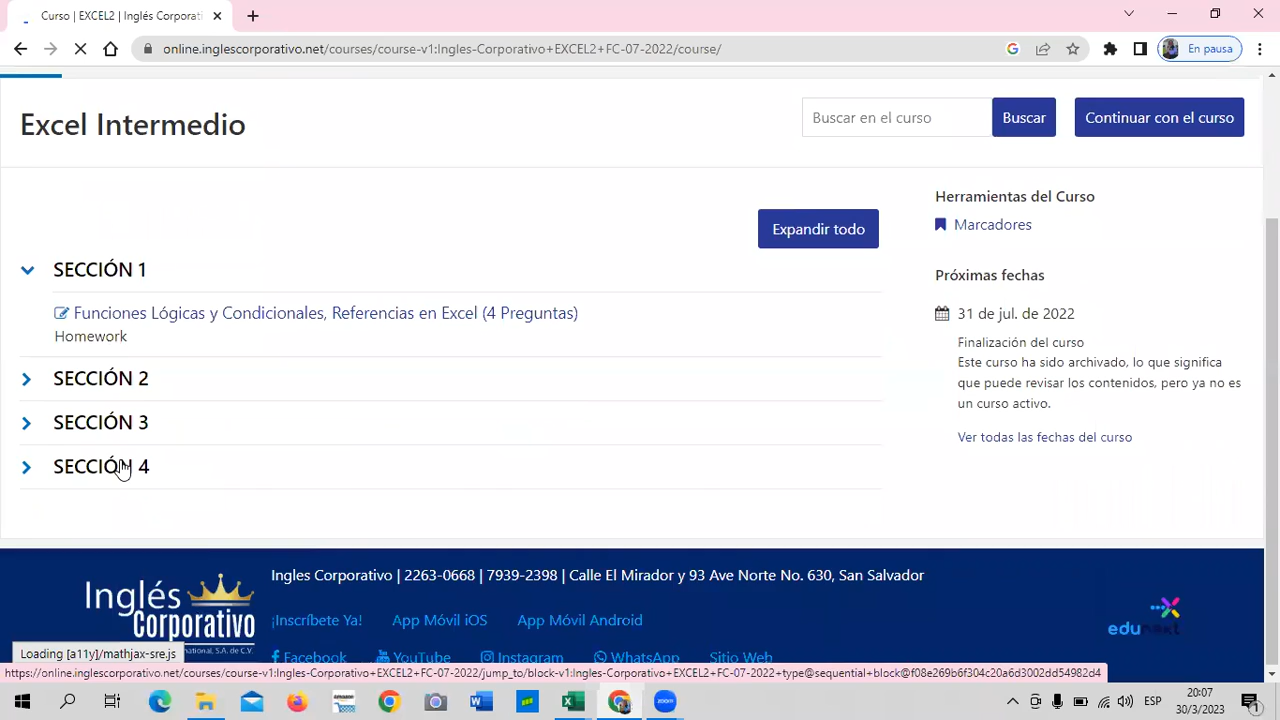 Curso | EXCEL2 | Inglés Corporati
online.inglescorporativo.net/courses/course-v1:Ingles-Corporativo+EXCEL2+FC-07-2022/course/
En pausa
Excel Intermedio
Buscar en el curso
Buscar
Continuar con el curso
Expandir todo
SECCIÓN 1
Funciones Lógicas y Condicionales, Referencias en Excel (4 Preguntas)
Homework
SECCIÓN 2
SECCIÓN 3
SECCIÓN 4
Herramientas del Curso
Marcadores
Próximas fechas
31 de jul. de 2022
Finalización del curso
Este curso ha sido archivado, lo que significa
que puede revisar los contenidos, pero ya no es
un curso activo.
Ver todas las fechas del curso
Inglés
Corporativo
Ingles Corporativo | 2263-0668 | 7939-2398 | Calle El Mirador y 93 Ave Norte No. 630, San Salvador
¡Inscríbete Ya!
App Móvil iOS
App Móvil Android
Facebook
YouTube
Instagram
WhatsApp
Sitio Web
edunext
Loading [a11y]/mathjax-sre.js
https://online.inglescorporativo.net/courses/course-v1:Ingles-Corporativo+EXCEL2+FC-07-2022/jump_to/block-v1:Ingles-Corporativo+EXCEL2+FC-07-2022+type@sequential+block@f08e269b6f304c20a6d3002dd54982d4
zoom
ESP
20:07
30/3/2023